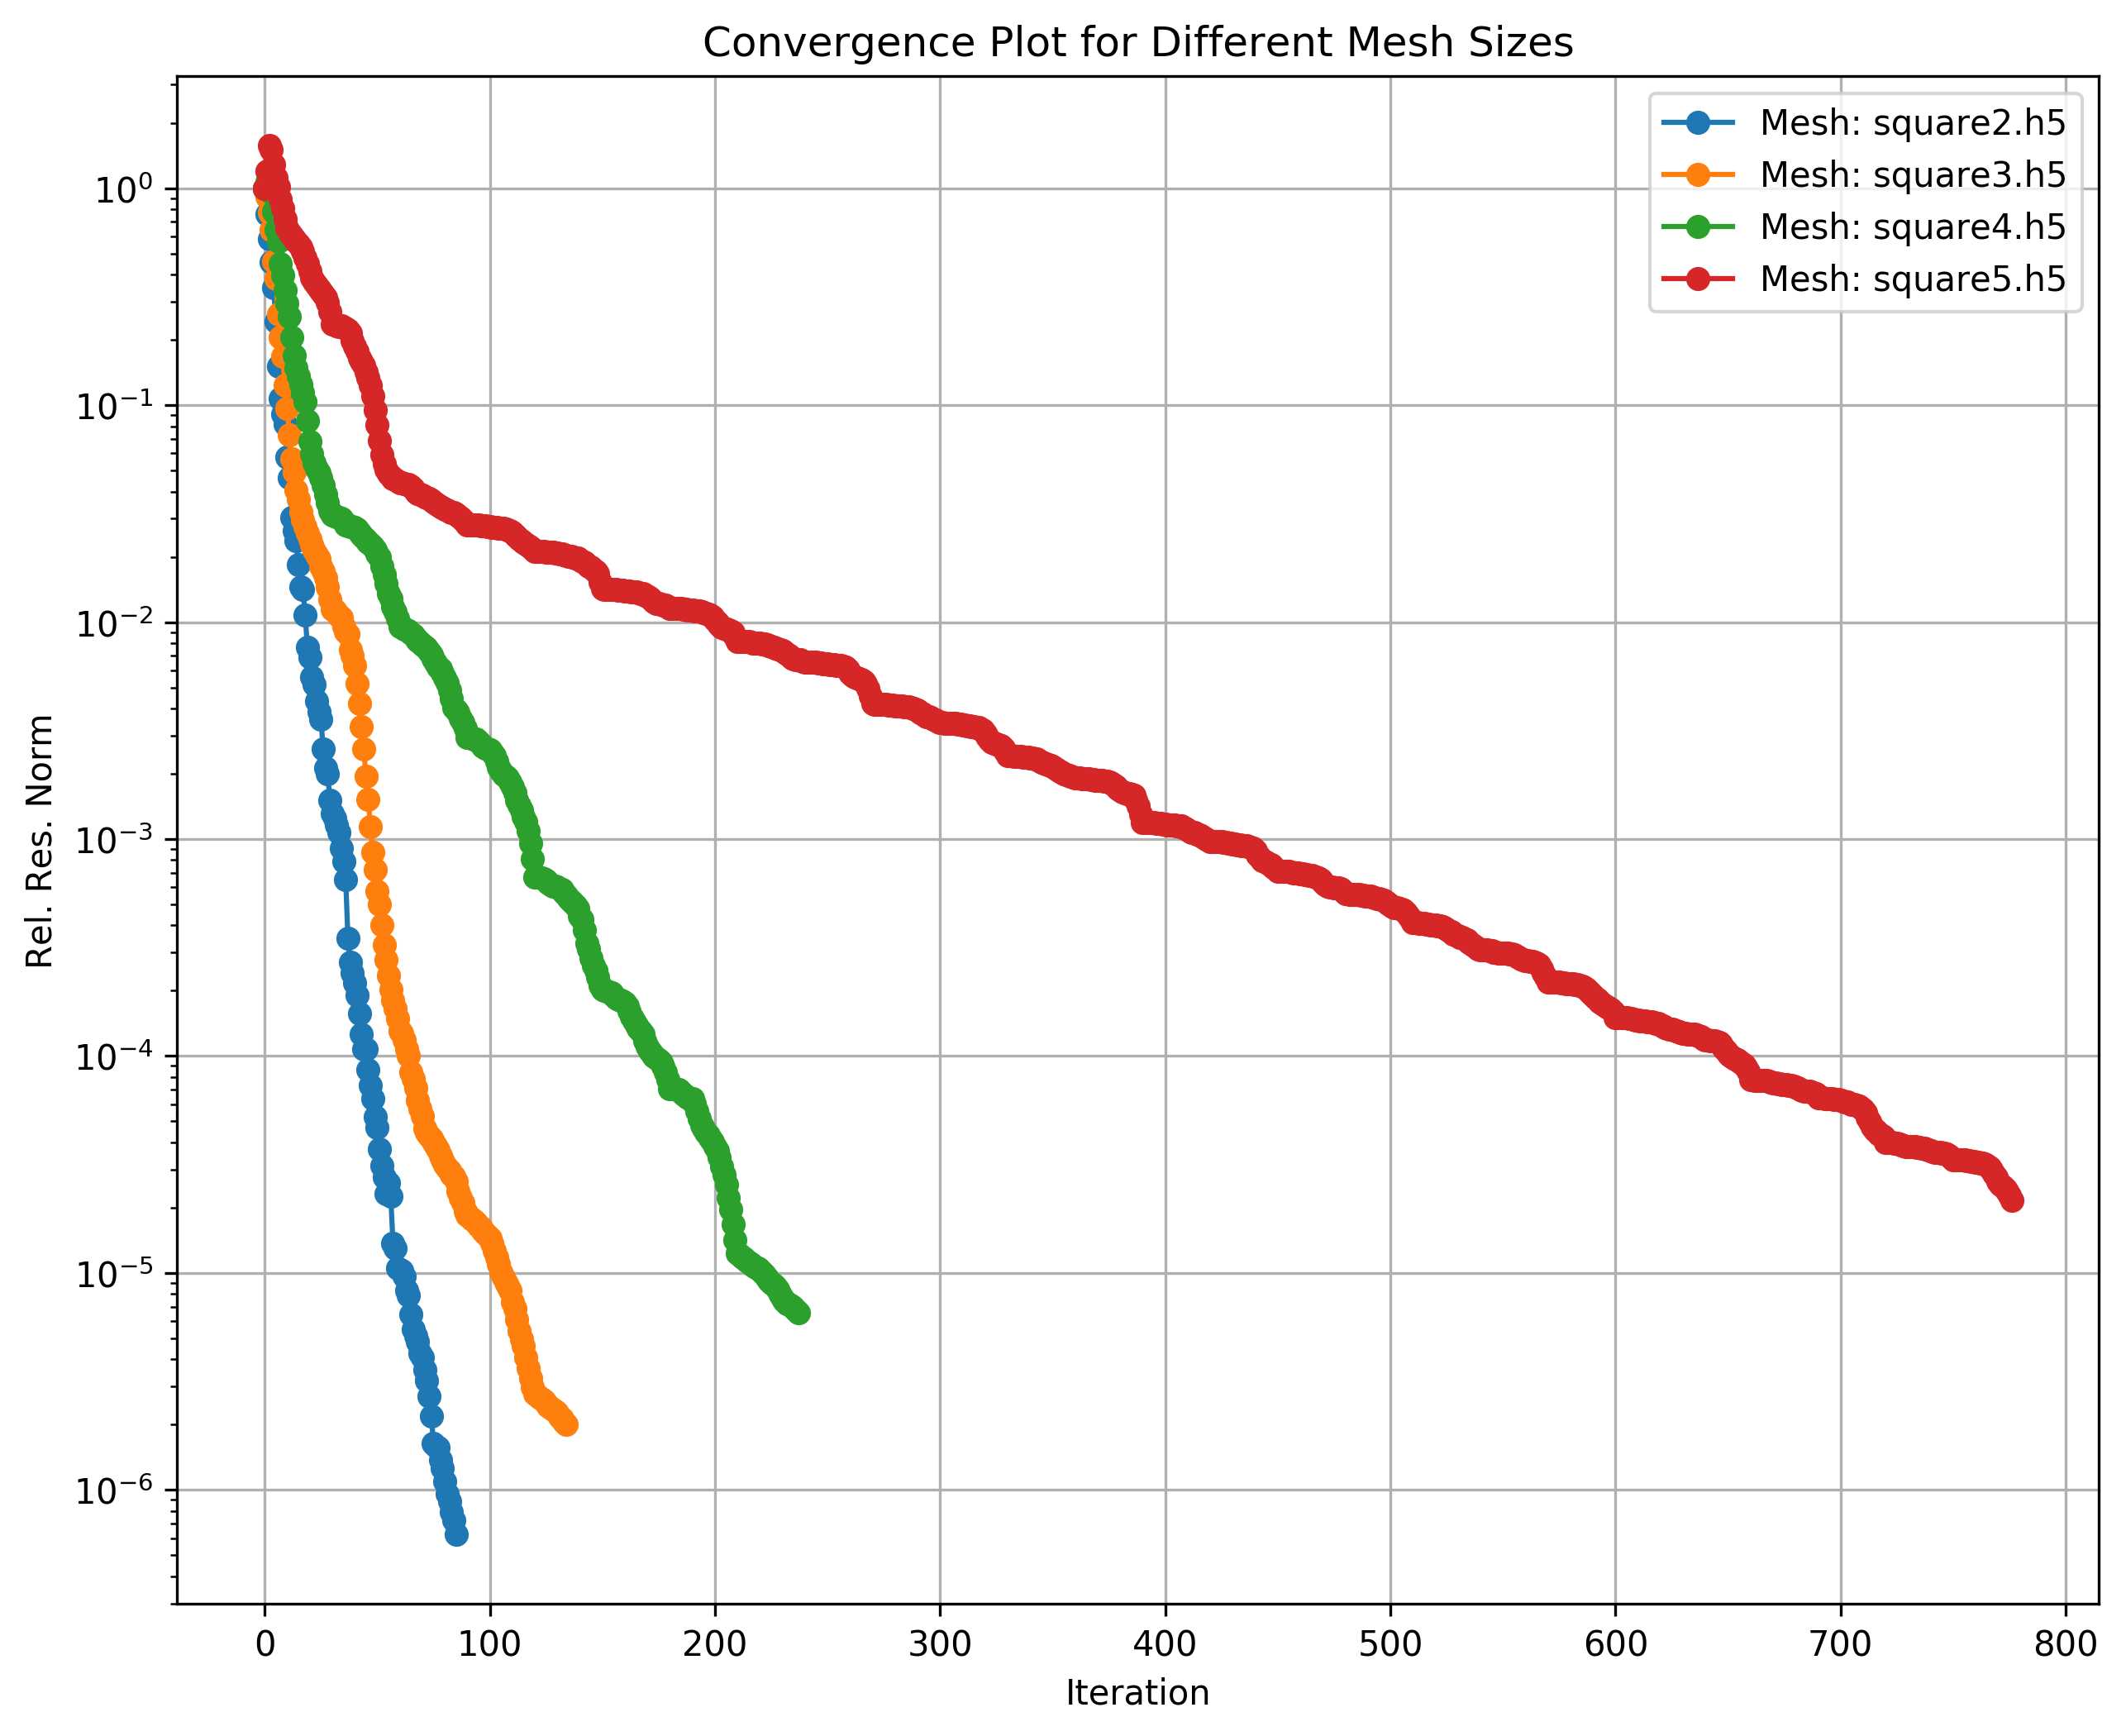 Convergence Plot for Different Mesh Sizes
Mesh: square2.h5
Mesh: square3.h5
Mesh: square4.h5
Mesh: square5.h5
Rel. Res. Norm
10⁰
10⁻¹
10⁻²
10⁻³
10⁻⁴
10⁻⁵
10⁻⁶
0 100 200 300 400 500 600 700 800
Iteration